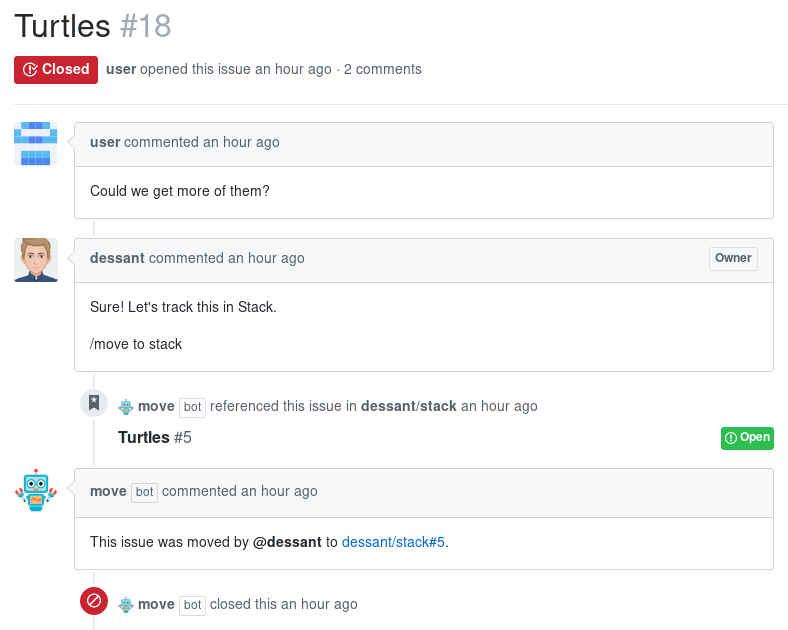 Turtles #18
Closed user opened this issue an hour ago · 2 comments
user commented an hour ago
Could we get more of them?
dessant commented an hour ago Owner
Sure! Let's track this in Stack.
/move to stack
move bot referenced this issue in dessant/stack an hour ago
Turtles #5 Open
move bot commented an hour ago
This issue was moved by @dessant to dessant/stack#5.
move bot closed this an hour ago